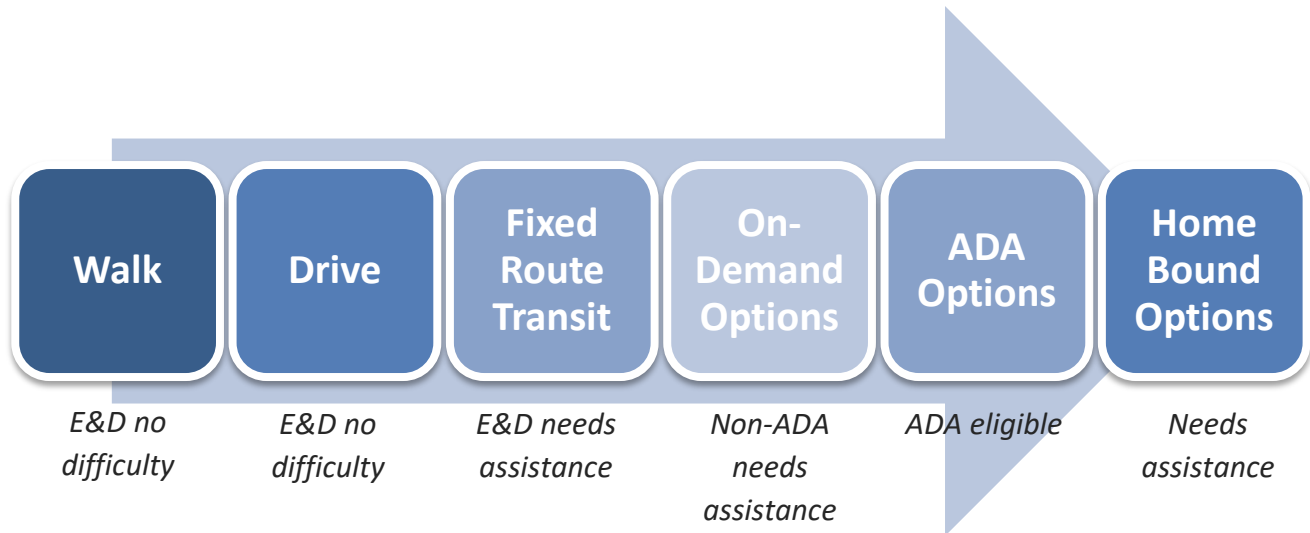 Walk
Drive
Fixed
Route
Transit
On-
Demand
Options
ADA
Options
Home
Bound
Options
E&D no
difficulty
E&D no
difficulty
E&D needs
assistance
Non-ADA
needs
assistance
ADA eligible
Needs
assistance